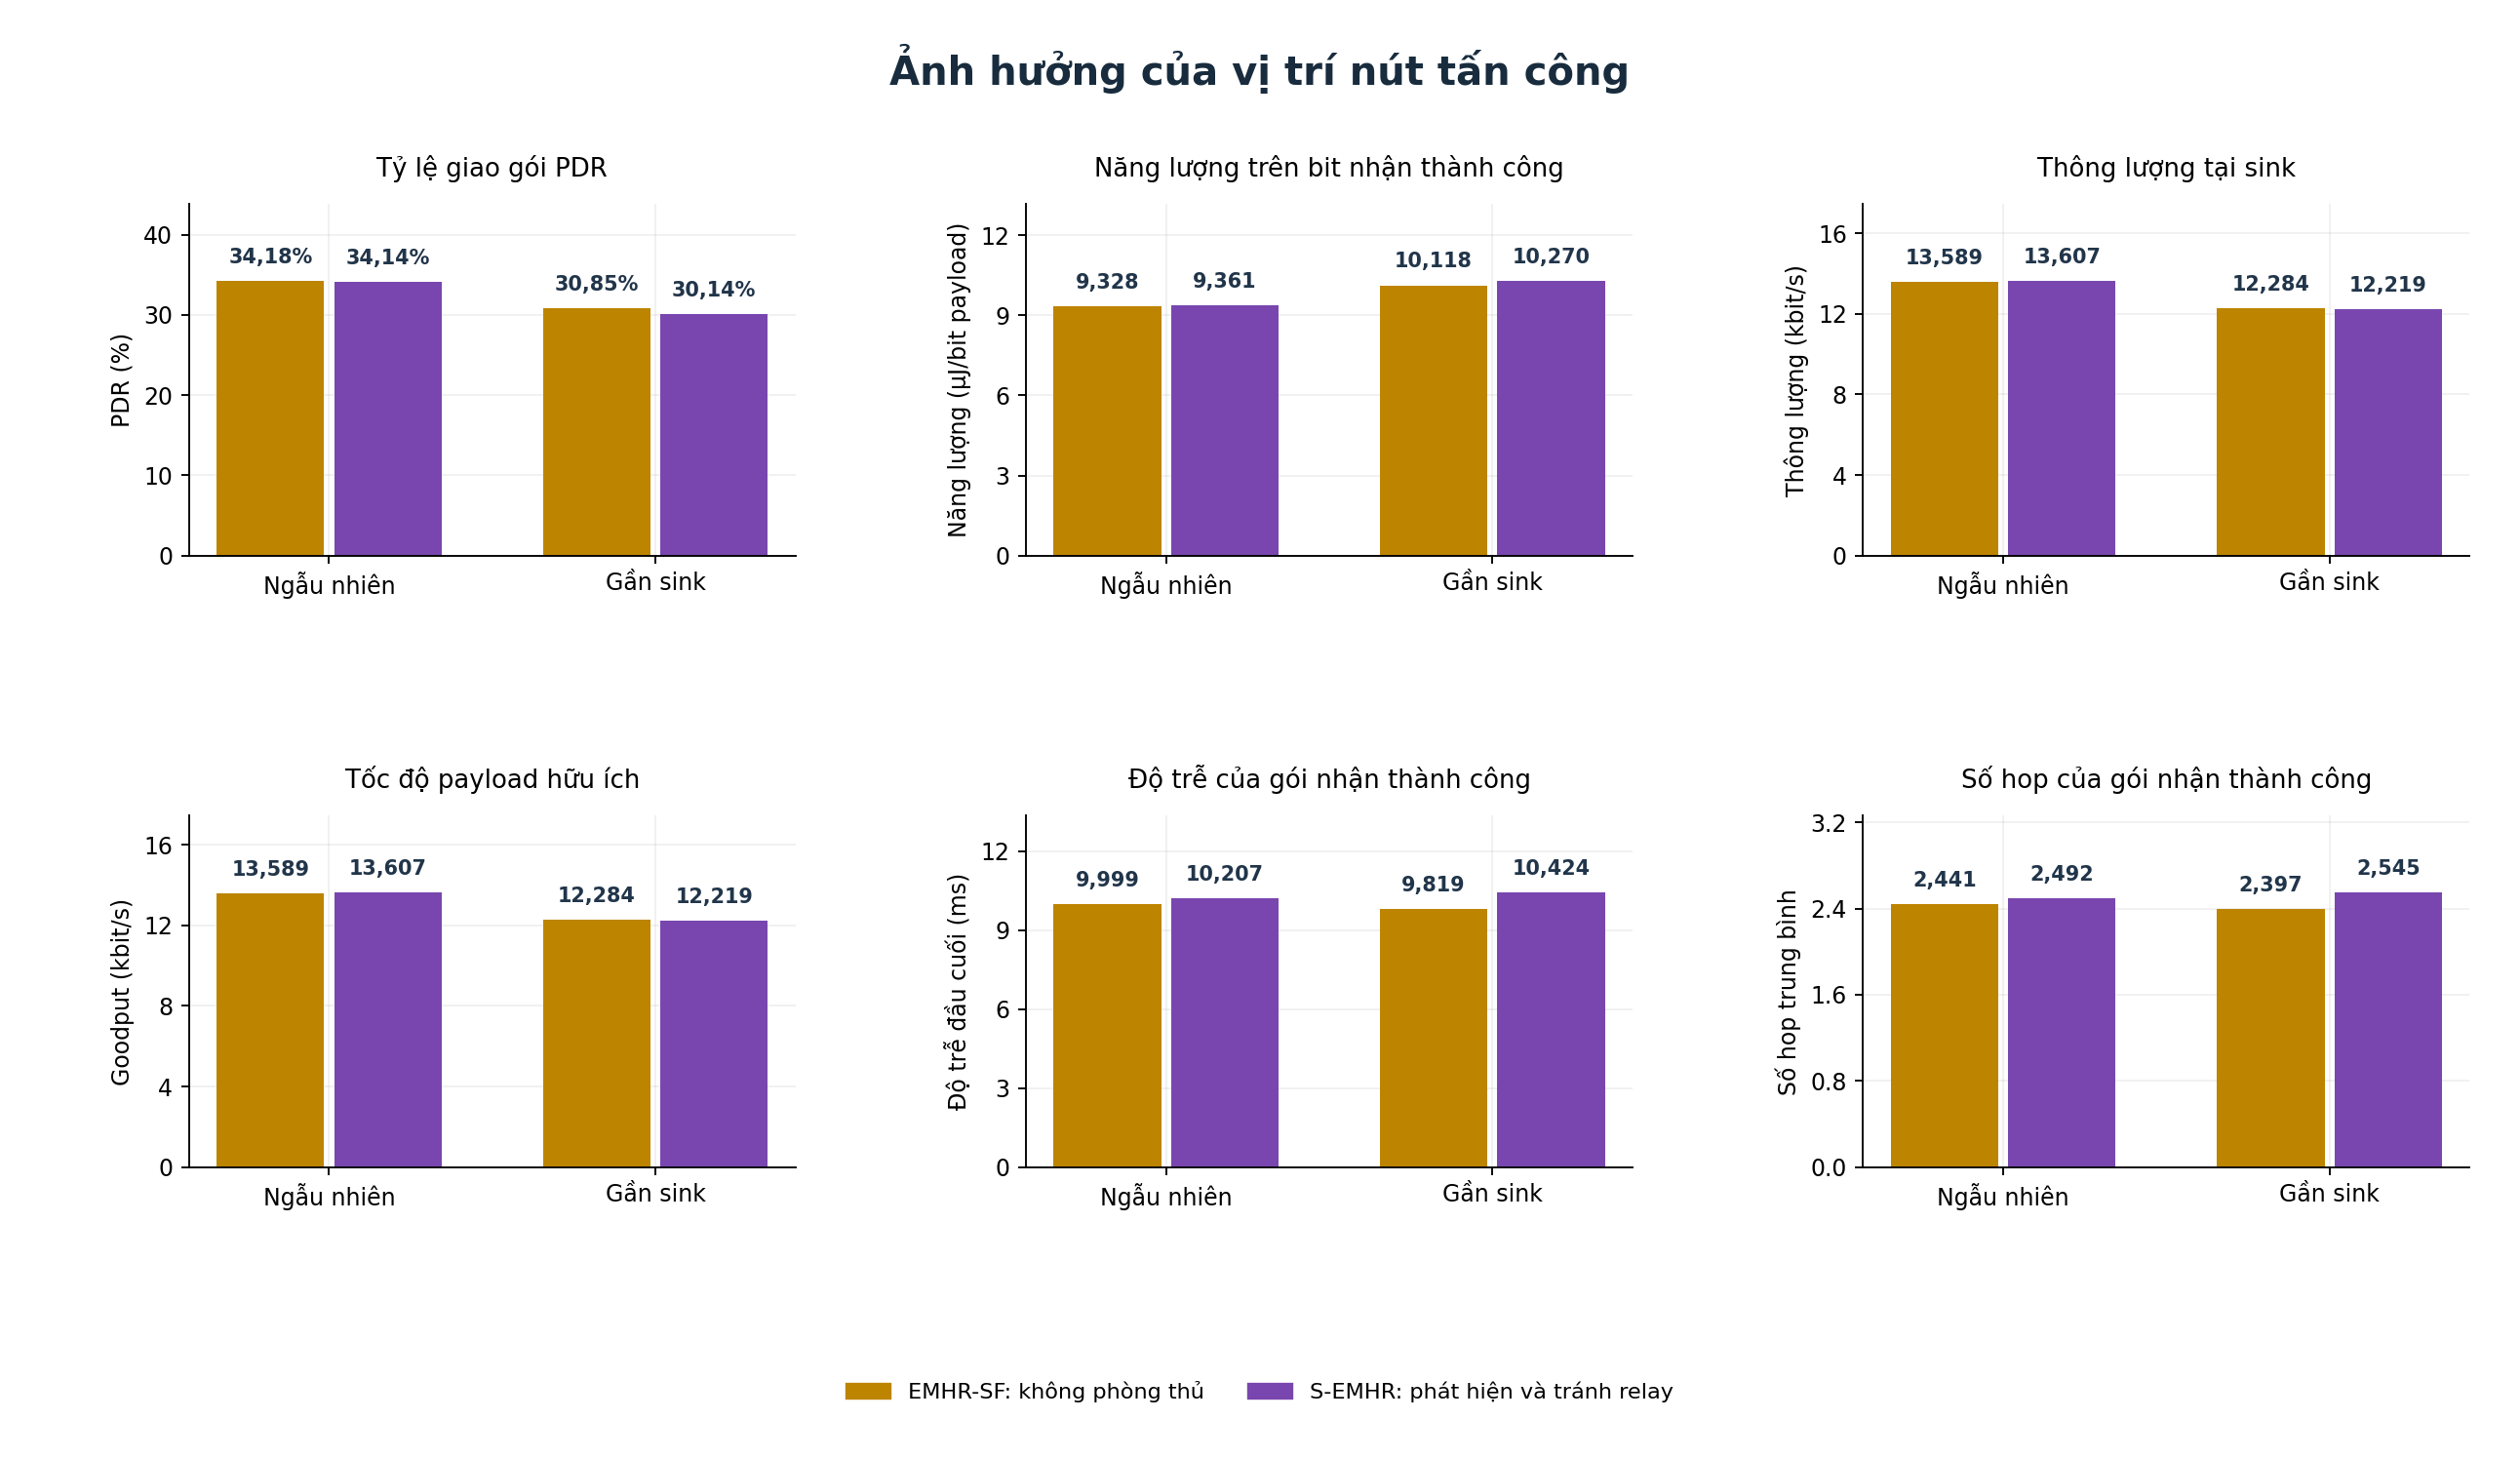 Ảnh hưởng của vị trí nút tấn công
Tỷ lệ giao gói PDR
PDR (%)
40
30
20
10
0
34,18%
34,14%
30,85%
30,14%
Ngẫu nhiên
Gần sink
Năng lượng trên bit nhận thành công
Năng lượng (µJ/bit payload)
12
9
6
3
0
9,328
9,361
10,118
10,270
Ngẫu nhiên
Gần sink
Thông lượng tại sink
Thông lượng (kbit/s)
16
12
8
4
0
13,589
13,607
12,284
12,219
Ngẫu nhiên
Gần sink
Tốc độ payload hữu ích
Goodput (kbit/s)
16
12
8
4
0
13,589
13,607
12,284
12,219
Ngẫu nhiên
Gần sink
Độ trễ của gói nhận thành công
Độ trễ đầu cuối (ms)
12
9
6
3
0
9,999
10,207
9,819
10,424
Ngẫu nhiên
Gần sink
Số hop của gói nhận thành công
Số hop trung bình
3.2
2.4
1.6
0.8
0.0
2,441
2,492
2,397
2,545
Ngẫu nhiên
Gần sink
EMHR-SF: không phòng thủ
S-EMHR: phát hiện và tránh relay